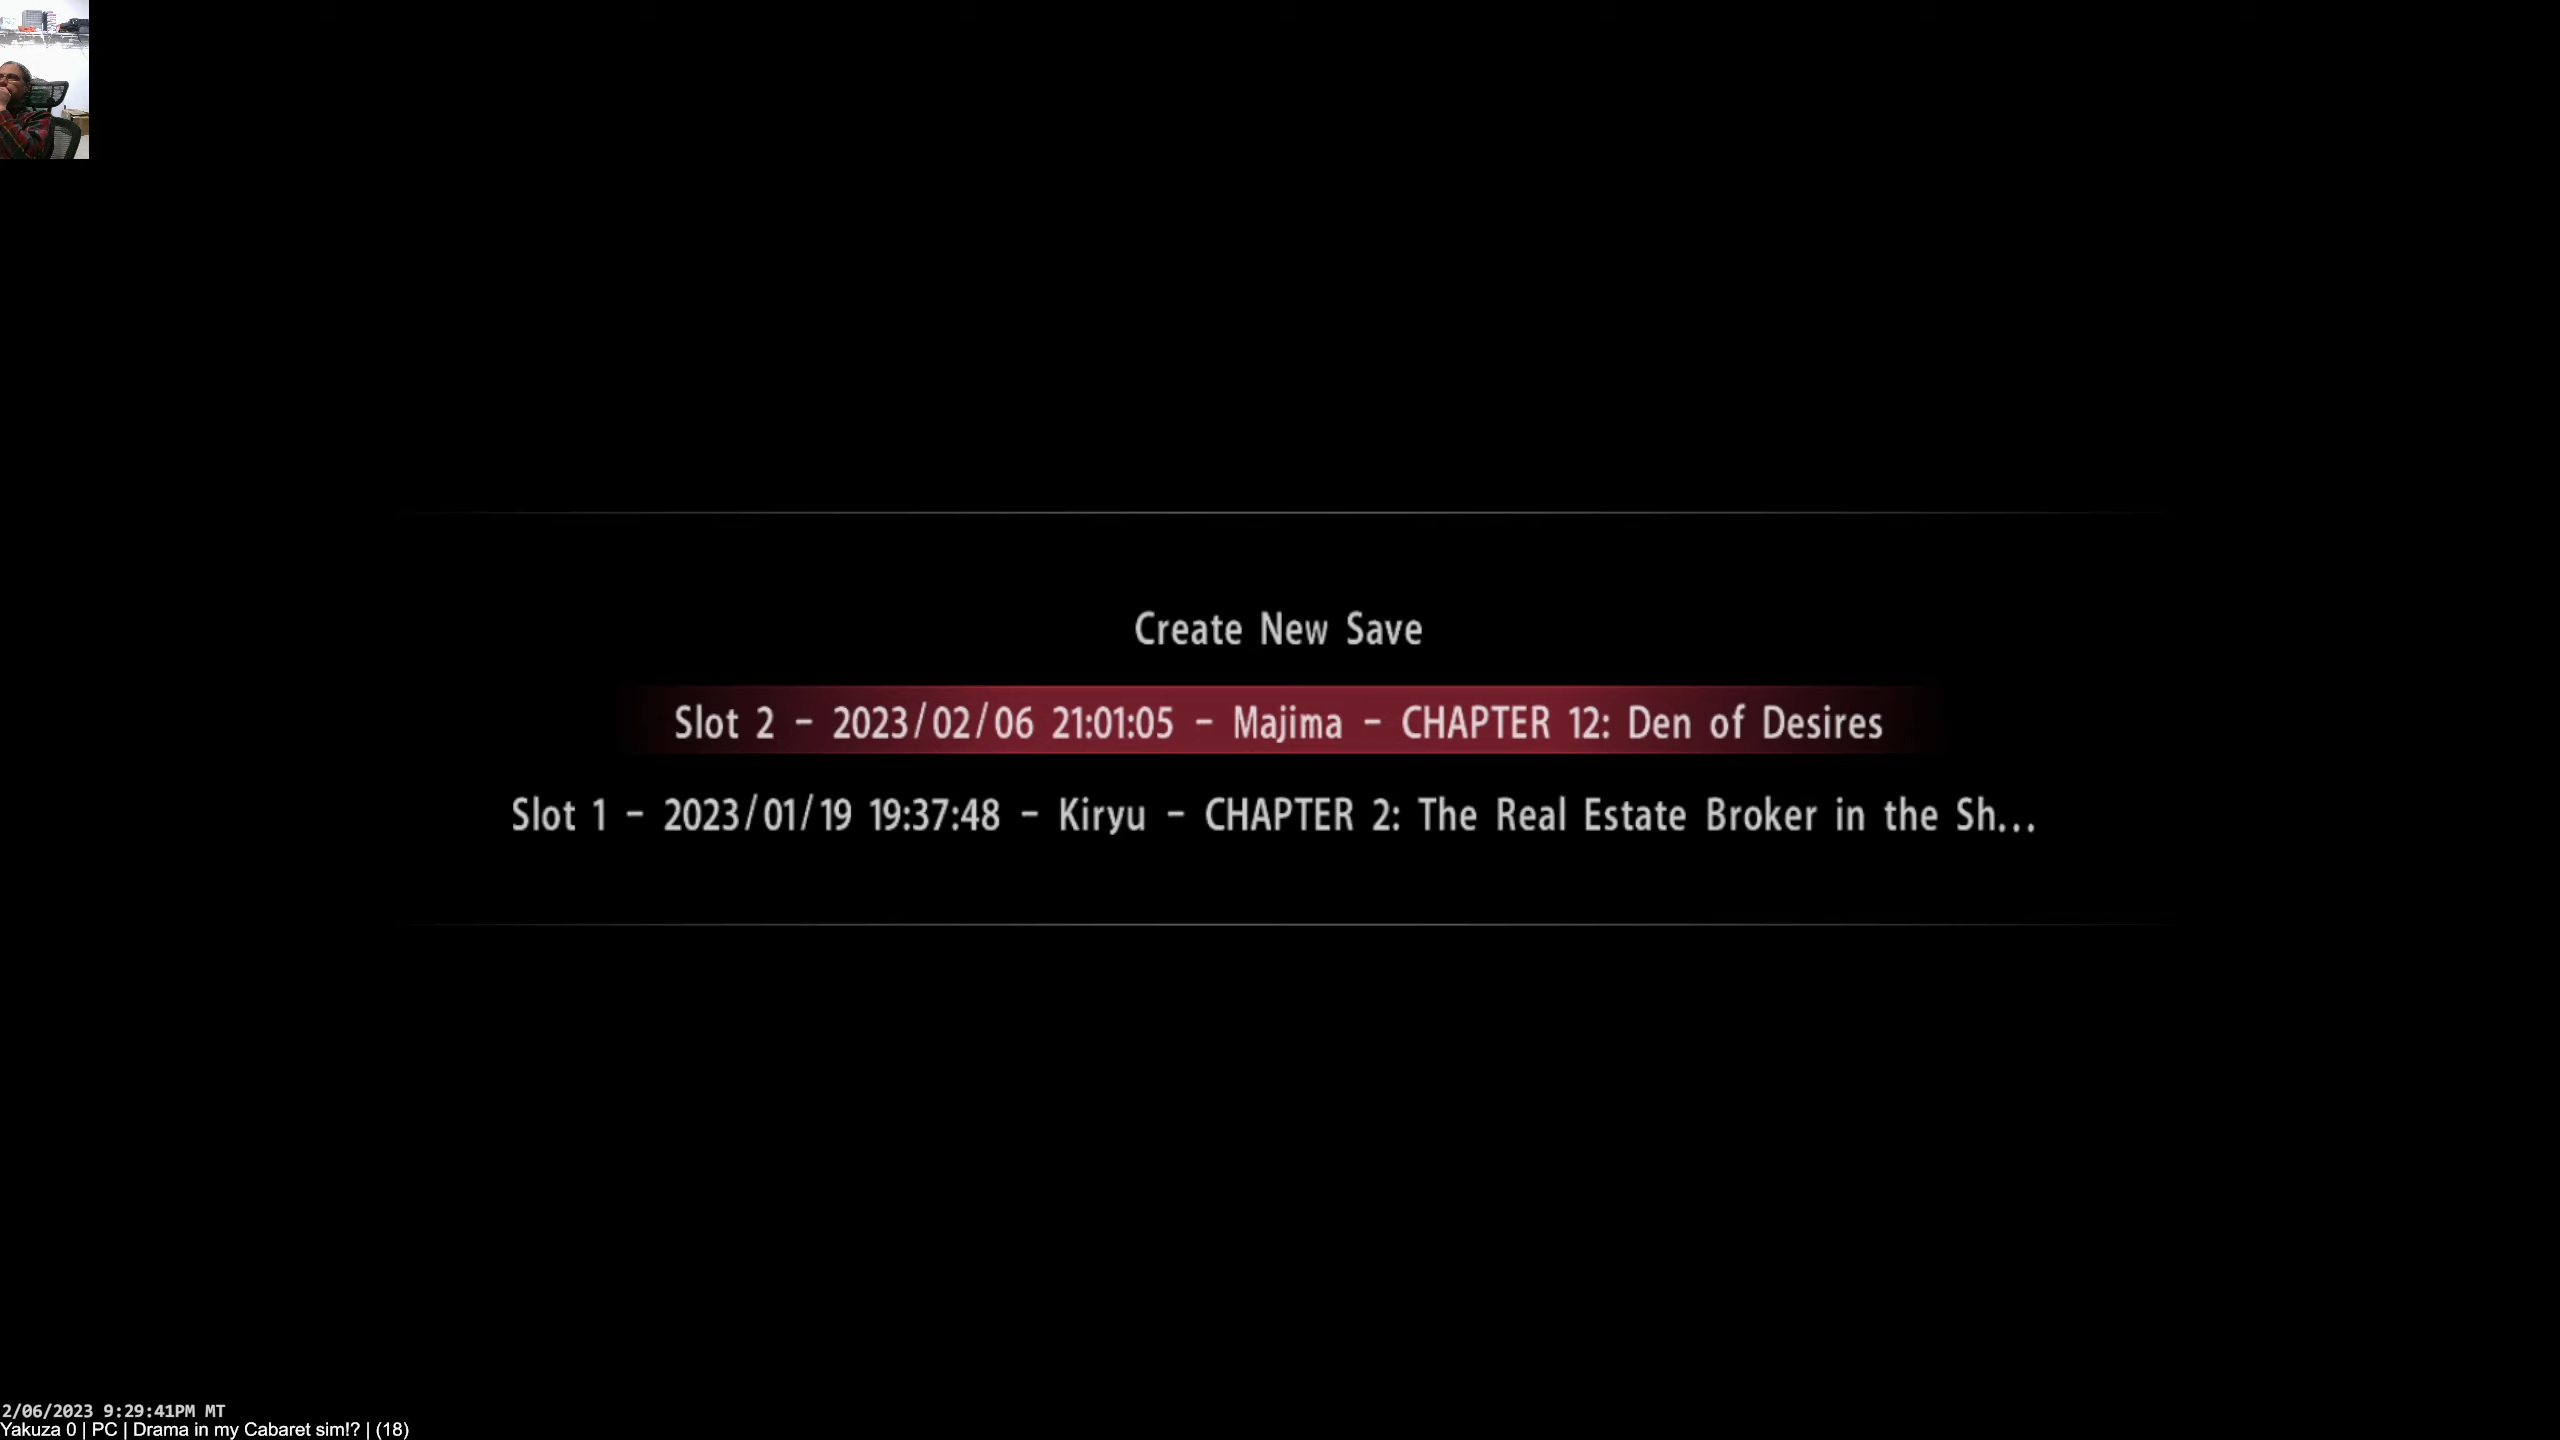 Create New Save
Slot 2 - 2023/02/06 21:01:05 - Majima - CHAPTER 12: Den of Desires
Slot 1 - 2023/01/19 19:37:48 - Kiryu - CHAPTER 2: The Real Estate Broker in the Sh...
2/06/2023 9:29:41PM MT
Yakuza 0 | PC | Drama in my Cabaret sim!? | (18)